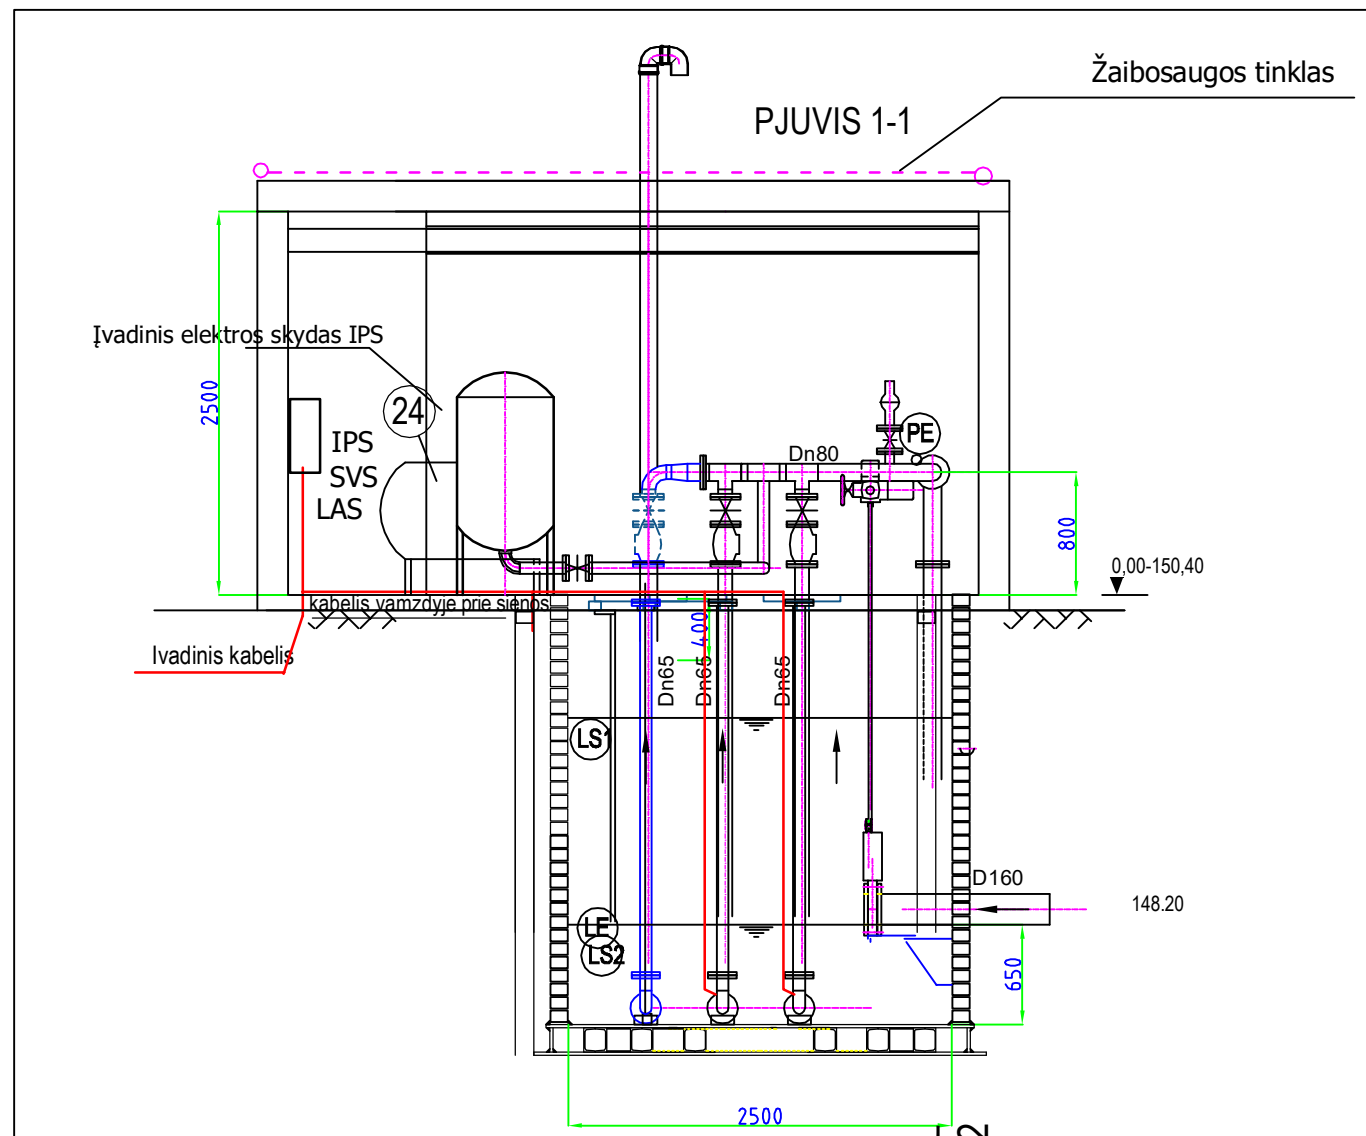 Žaibosaugos tinklas
PJUVIS 1-1
Įvadinis elektros skydas IPS
2500
24
IPS
SVS
LAS
PE
Dn80
800
0,00-150,40
kabelis vamzdyje prie sienos
Ivadinis kabelis
400
Dn65
Dn65
Dn65
LS1
D160
148.20
LE
LS2
650
2500